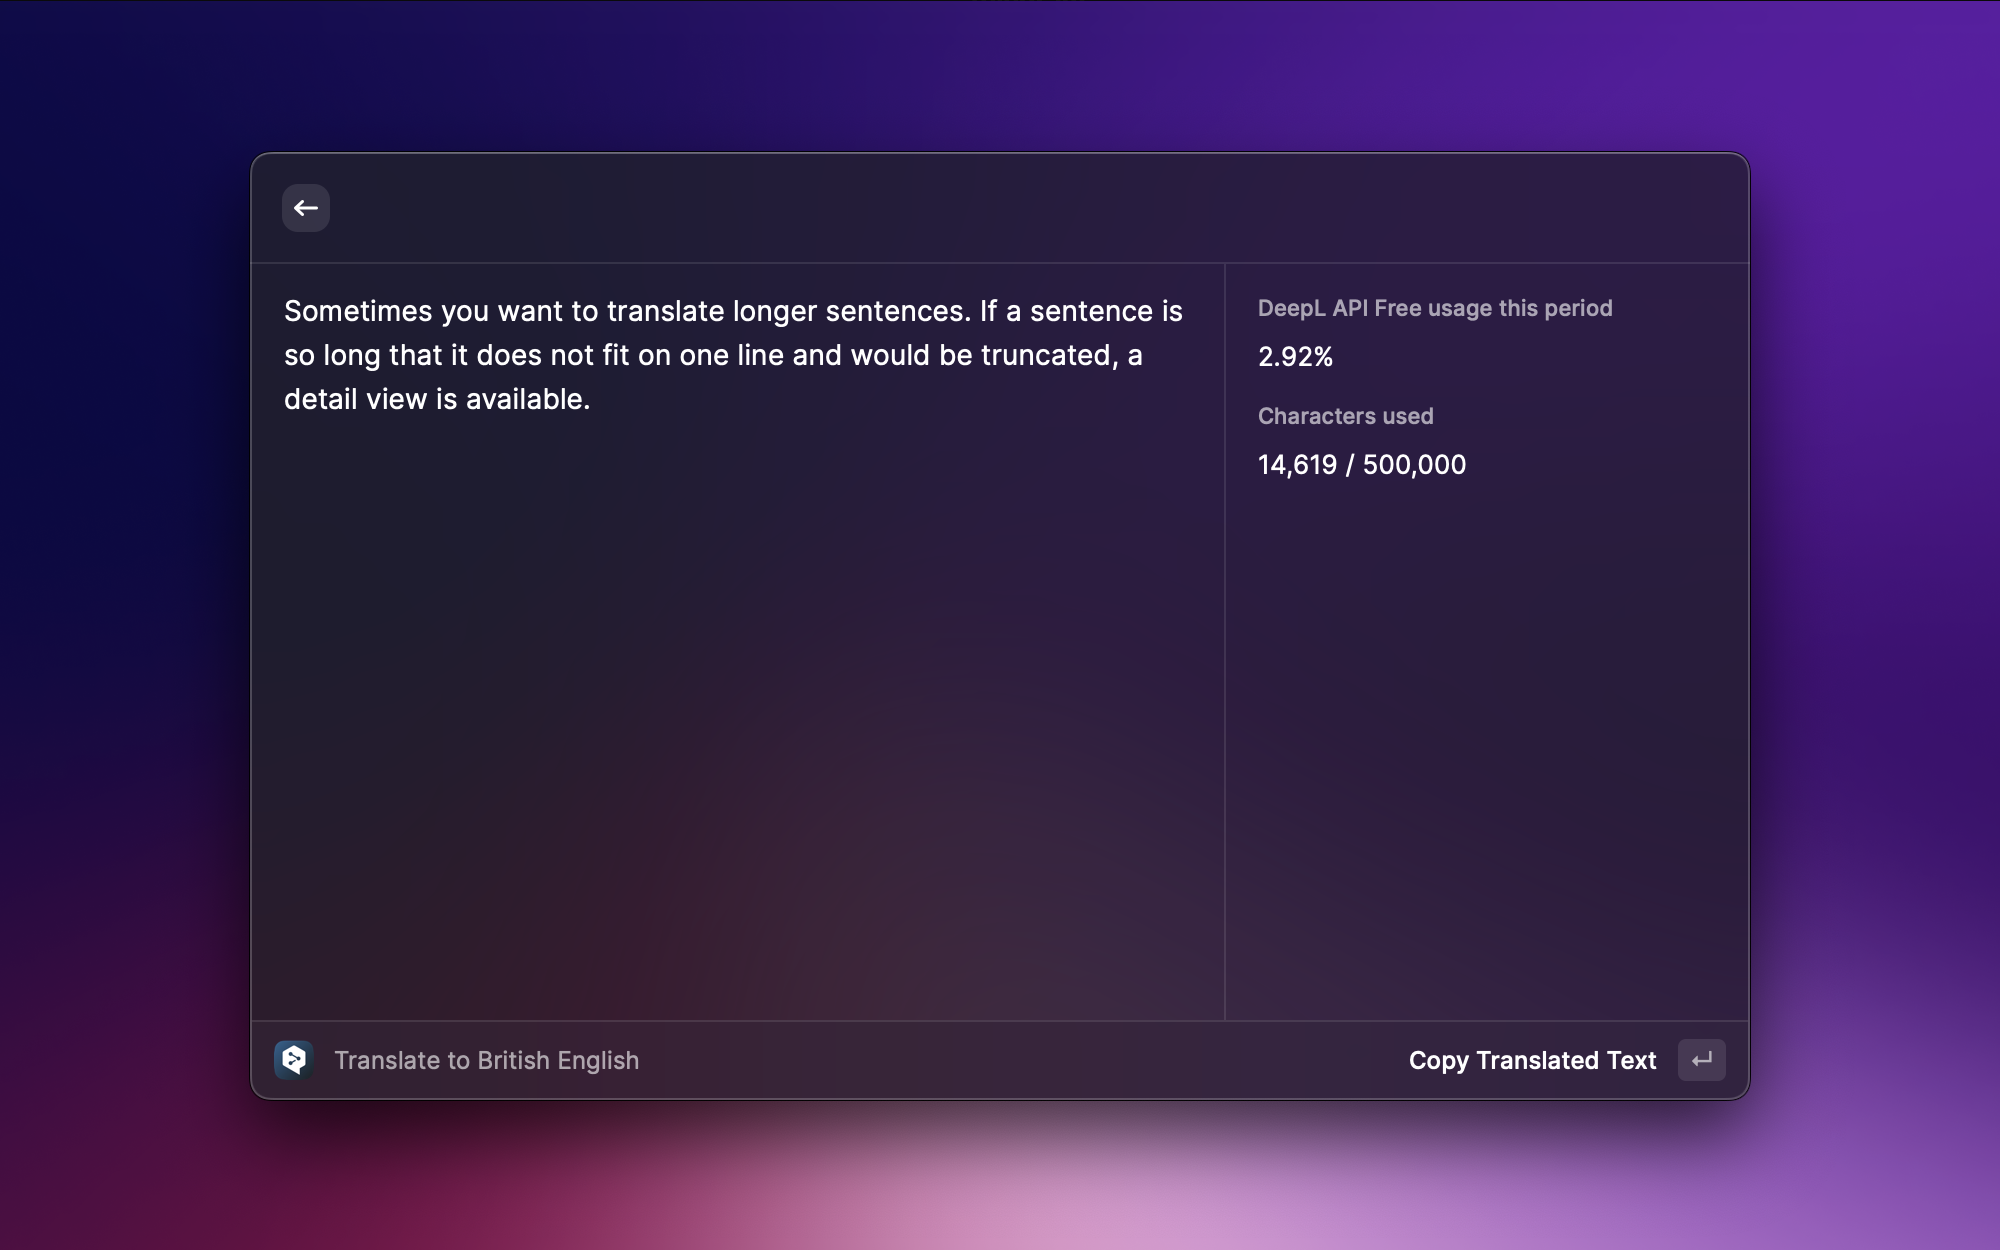 Sometimes you want to translate longer sentences. If a sentence is
so long that it does not fit on one line and would be truncated, a
detail view is available.
DeepL API Free usage this period
2.92%
Characters used
14,619 / 500,000
Translate to British English
Copy Translated Text